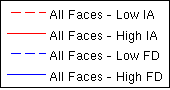 All Faces - Low IA
All Faces - High IA
All Faces - Low FD
All Faces - High FD